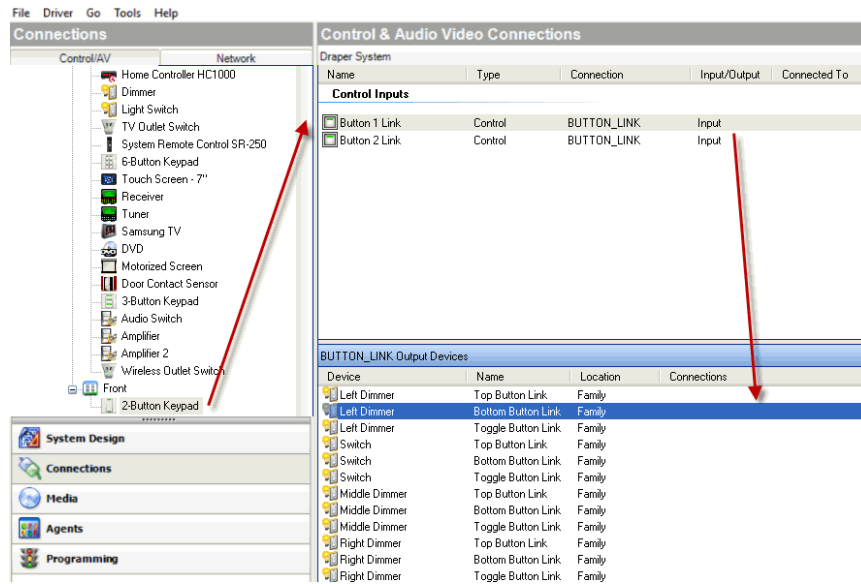 File Driver Go Tools Help
Connections
Control/AV Network
Home Controller HC1000
Dimmer
Light Switch
TV Outlet Switch
System Remote Control SR-250
6-Button Keypad
Touch Screen - 7"
Receiver
Tuner
Samsung TV
DVD
Motorized Screen
Door Contact Sensor
3-Button Keypad
Audio Switch
Amplifier
Amplifier 2
Wireless Outlet Switch
Front
2-Button Keypad
System Design
Connections
Media
Agents
Programming
Control & Audio Video Connections
Draper System
Name Type Connection Input/Output Connected To
Control Inputs
Button 1 Link Control BUTTON_LINK Input
Button 2 Link Control BUTTON_LINK Input
BUTTON_LINK Output Devices
Device Name Location Connections
Left Dimmer Top Button Link Family
Left Dimmer Bottom Button Link Family
Left Dimmer Toggle Button Link Family
Switch Top Button Link Family
Switch Bottom Button Link Family
Switch Toggle Button Link Family
Middle Dimmer Top Button Link Family
Middle Dimmer Bottom Button Link Family
Middle Dimmer Toggle Button Link Family
Right Dimmer Top Button Link Family
Right Dimmer Bottom Button Link Family
Right Dimmer Toggle Button Link Family